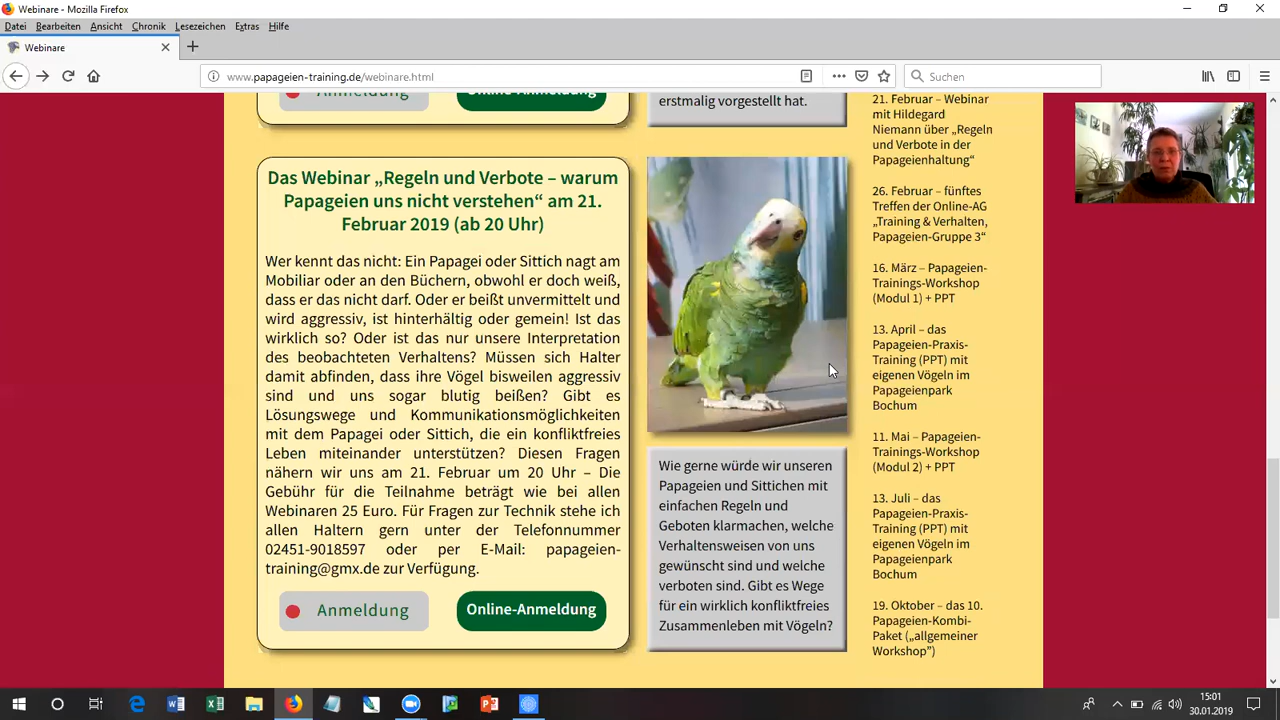 Webinare - Mozilla Firefox
Datei Bearbeiten Ansicht Chronik Lesezeichen Extras Hilfe
Webinare
www.papageien-training.de/webinare.html
Suchen
Anmeldung
Online-Anmeldung
erstmalig vorgestellt hat.
Das Webinar „Regeln und Verbote – warum
Papageien uns nicht verstehen“ am 21.
Februar 2019 (ab 20 Uhr)
Wer kennt das nicht: Ein Papagei oder Sittich nagt am
Mobiliar oder an den Büchern, obwohl er doch weiß,
dass er das nicht darf. Oder er beißt unvermittelt und
wird aggressiv, ist hinterhältig oder gemein! Ist das
wirklich so? Oder ist das nur unsere Interpretation
des beobachteten Verhaltens? Müssen sich Halter
damit abfinden, dass ihre Vögel bisweilen aggressiv
sind und uns sogar blutig beißen? Gibt es
Lösungswege und Kommunikationsmöglichkeiten
mit dem Papagei oder Sittich, die ein konfliktfreies
Leben miteinander unterstützen? Diesen Fragen
nähern wir uns am 21. Februar um 20 Uhr – Die
Gebühr für die Teilnahme beträgt wie bei allen
Webinaren 25 Euro. Für Fragen zur Technik stehe ich
allen Haltern gern unter der Telefonnummer
02451-9018597 oder per E-Mail: papageien-
training@gmx.de zur Verfügung.
Anmeldung
Online-Anmeldung
Wie gerne würde wir unseren
Papageien und Sittichen mit
einfachen Regeln und
Geboten klarmachen, welche
Verhaltensweisen von uns
gewünscht sind und welche
verboten sind. Gibt es Wege
für ein wirklich konfliktfreies
Zusammenleben mit Vögeln?
21. Februar – Webinar
mit Hildegard
Niemann über „Regeln
und Verbote in der
Papageienhaltung“
26. Februar – fünftes
Treffen der Online-AG
„Training & Verhalten,
Papageien-Gruppe 3“
16. März – Papageien-
Trainings-Workshop
(Modul 1) + PPT
13. April – das
Papageien-Praxis-
Training (PPT) mit
eigenen Vögeln im
Papageienpark
Bochum
11. Mai – Papageien-
Trainings-Workshop
(Modul 2) + PPT
13. Juli – das
Papageien-Praxis-
Training (PPT) mit
eigenen Vögeln im
Papageienpark
Bochum
19. Oktober – das 10.
Papageien-Kombi-
Paket („allgemeiner
Workshop“)
15:01
30.01.2019